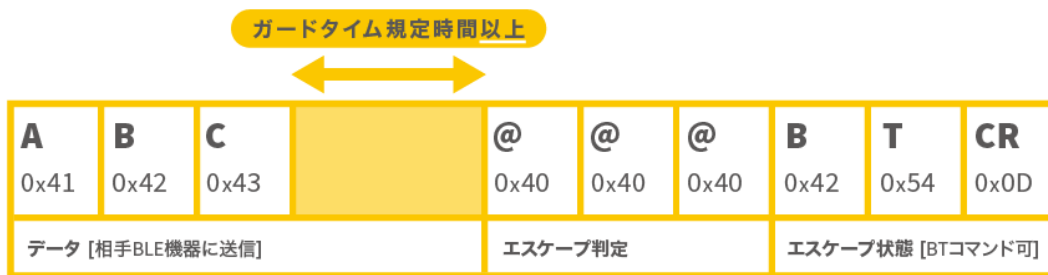 ガードタイム規定時間以上
A B C @ @ @ B T CR
0x41 0x42 0x43 0x40 0x40 0x40 0x42 0x54 0x0D
データ [相手BLE機器に送信] エスケープ判定 エスケープ状態 [BTコマンド可]